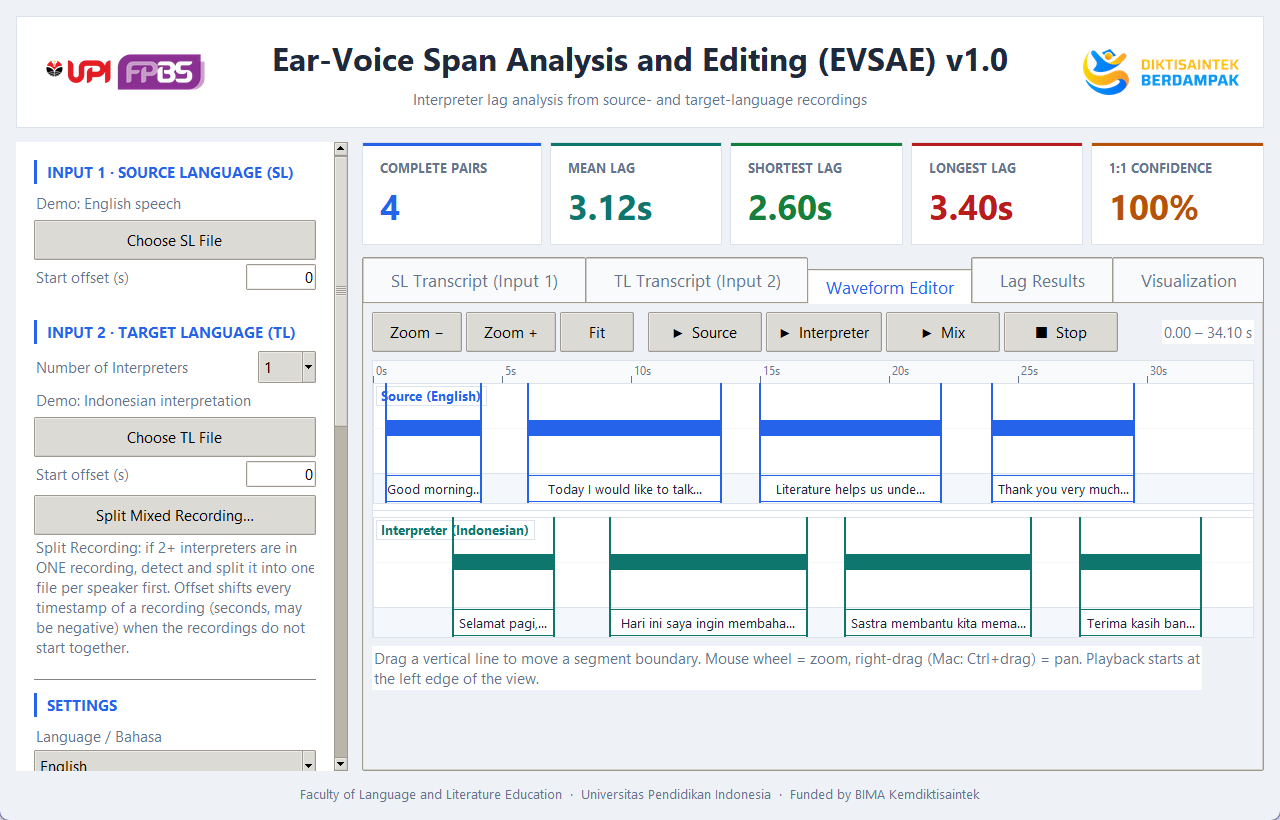 UPI FPBS
Ear-Voice Span Analysis and Editing (EVSAE) v1.0
Interpreter lag analysis from source- and target-language recordings
DIKTISAINTEK
BERDAMPAK
INPUT 1 · SOURCE LANGUAGE (SL)
Demo: English speech
Choose SL File
Start offset (s) 0
INPUT 2 · TARGET LANGUAGE (TL)
Number of Interpreters 1
Demo: Indonesian interpretation
Choose TL File
Start offset (s) 0
Split Mixed Recording...
Split Recording: if 2+ interpreters are in
ONE recording, detect and split it into one
file per speaker first. Offset shifts every
timestamp of a recording (seconds, may
be negative) when the recordings do not
start together.
SETTINGS
Language / Bahasa
English
COMPLETE PAIRS
4
MEAN LAG
3.12s
SHORTEST LAG
2.60s
LONGEST LAG
3.40s
1:1 CONFIDENCE
100%
SL Transcript (Input 1)
TL Transcript (Input 2)
Waveform Editor
Lag Results
Visualization
Zoom −
Zoom +
Fit
► Source
► Interpreter
► Mix
■ Stop
0.00 – 34.10 s
0s 5s 10s 15s 20s 25s 30s
Source (English)
Good morning... Today I would like to talk... Literature helps us unde... Thank you very much...
Interpreter (Indonesian)
Selamat pagi,... Hari ini saya ingin membaha... Sastra membantu kita mema... Terima kasih ban...
Drag a vertical line to move a segment boundary. Mouse wheel = zoom, right-drag (Mac: Ctrl+drag) = pan. Playback starts at
the left edge of the view.
Faculty of Language and Literature Education · Universitas Pendidikan Indonesia · Funded by BIMA Kemdiktisaintek